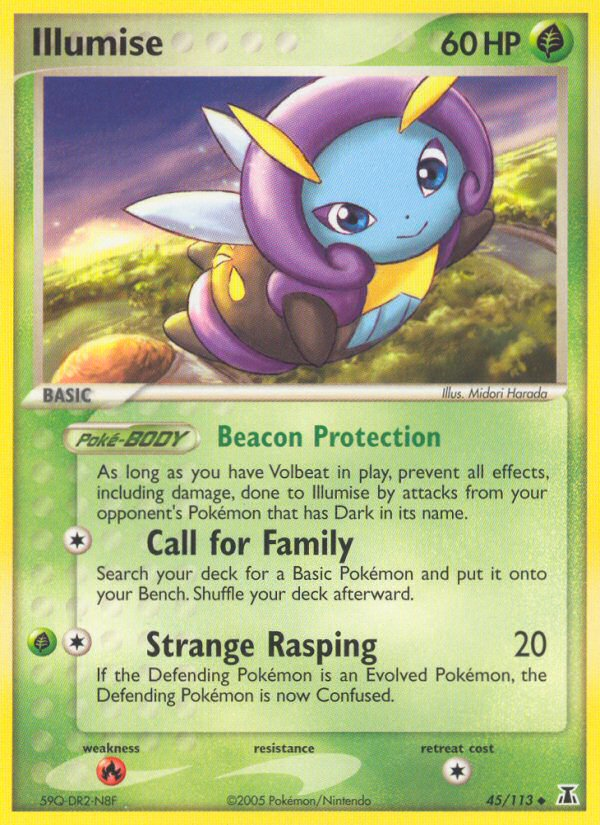 Illumise 60 HP
BASIC
Illus. Midori Harada
Poké-BODY Beacon Protection
As long as you have Volbeat in play, prevent all effects,
including damage, done to Illumise by attacks from your
opponent's Pokémon that has Dark in its name.
Call for Family
Search your deck for a Basic Pokémon and put it onto
your Bench. Shuffle your deck afterward.
Strange Rasping 20
If the Defending Pokémon is an Evolved Pokémon, the
Defending Pokémon is now Confused.
weakness resistance retreat cost
59Q-DR2-N8F ©2005 Pokémon/Nintendo 45/113